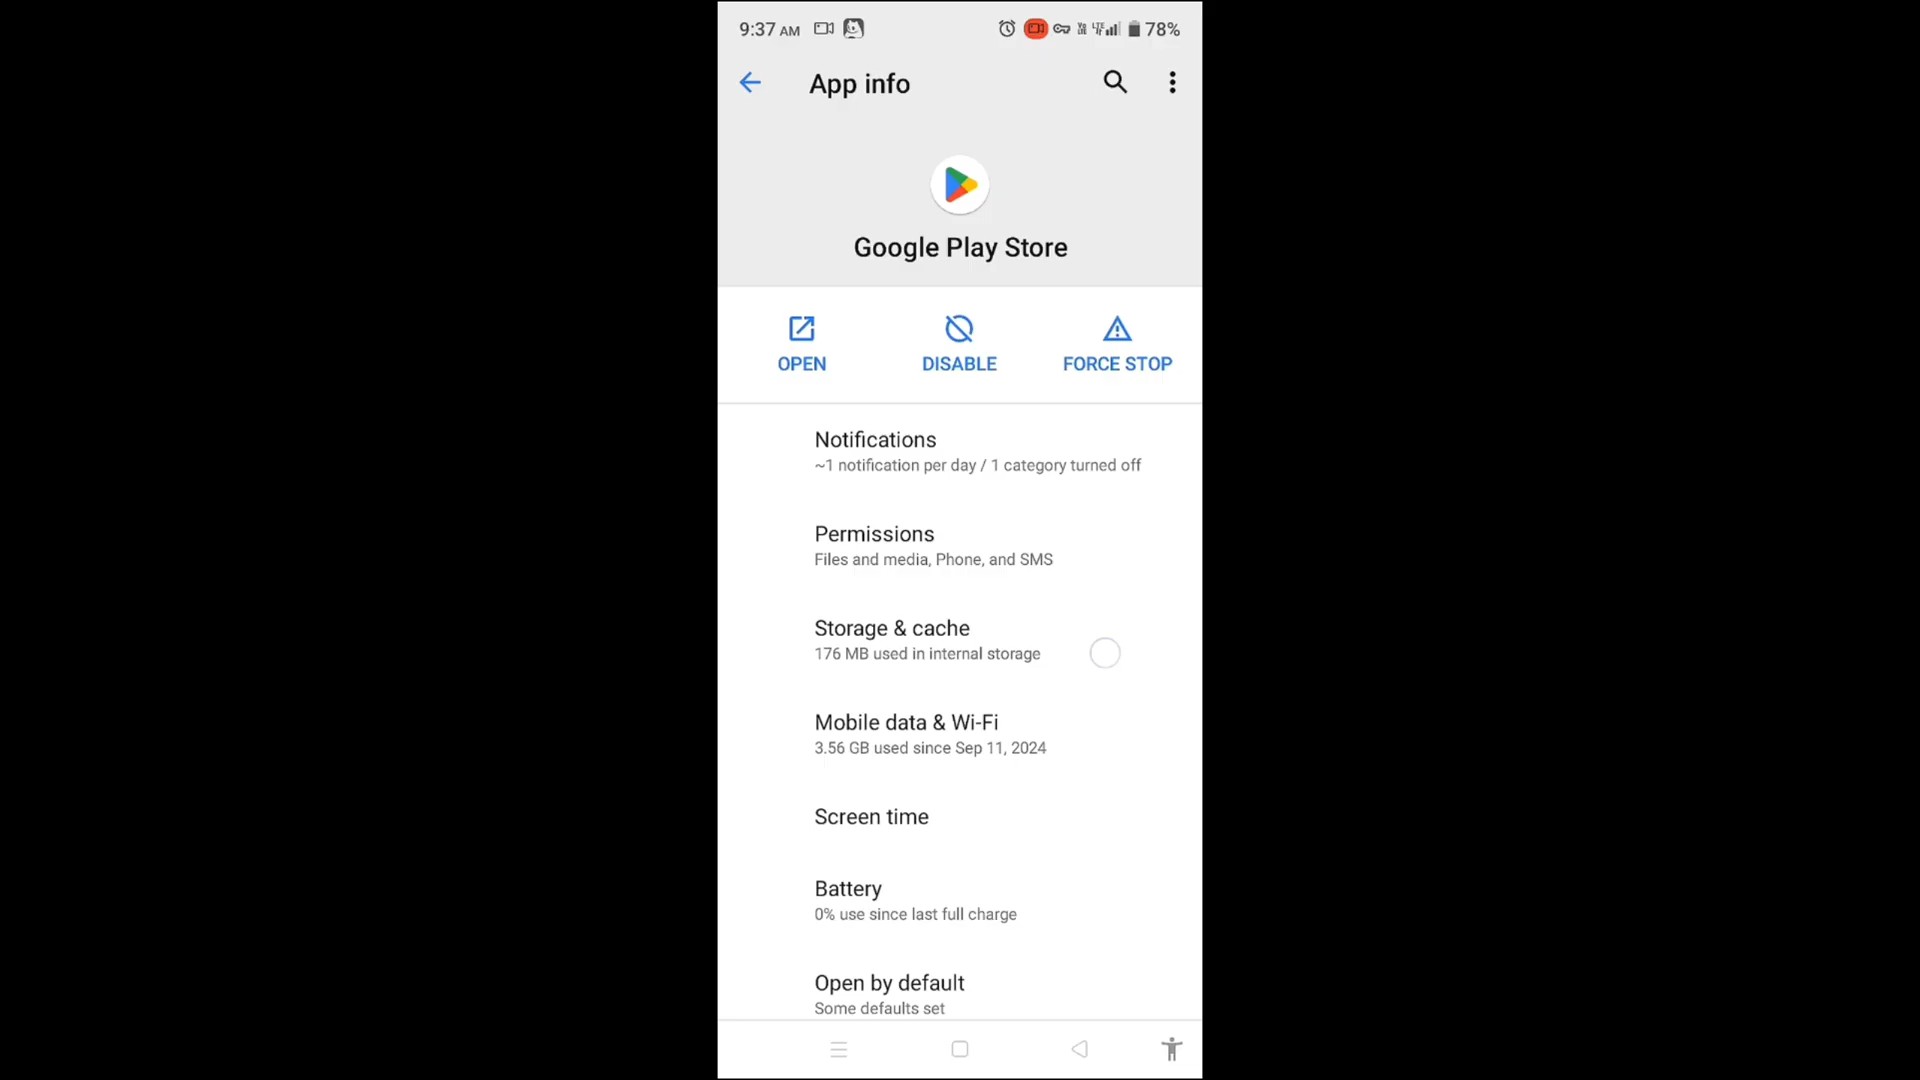 9:37 AM 78%
App info
Google Play Store
OPEN DISABLE FORCE STOP
Notifications
~1 notification per day / 1 category turned off
Permissions
Files and media, Phone, and SMS
Storage & cache
176 MB used in internal storage
Mobile data & Wi-Fi
3.56 GB used since Sep 11, 2024
Screen time
Battery
0% use since last full charge
Open by default
Some defaults set